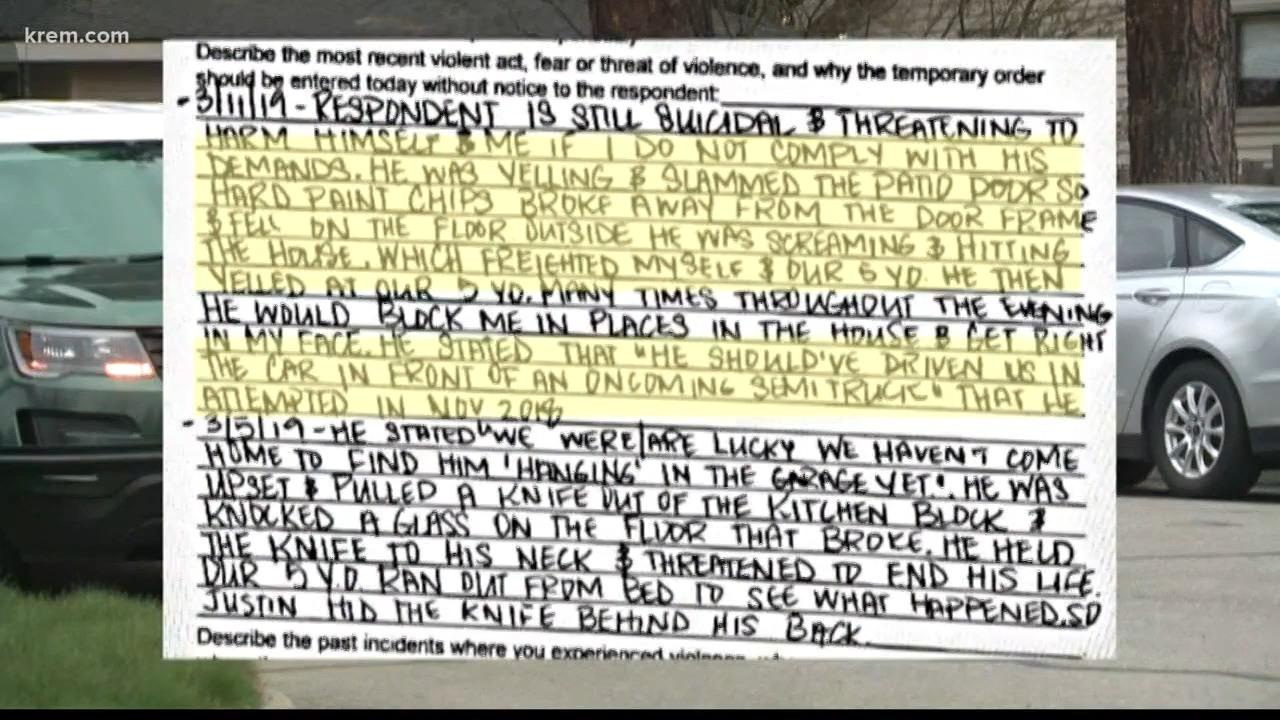 krem.com
Describe the most recent violent act, fear or threat of violence, and why the temporary order
should be entered today without notice to the respondent:
- 3/11/19 - RESPONDENT IS STILL SUICIDAL & THREATENING TO
HARM HIMSELF & ME IF I DO NOT COMPLY WITH HIS
DEMANDS. HE WAS YELLING & SLAMMED THE PATIO DOOR SO
HARD PAINT CHIPS BROKE AWAY FROM THE DOOR FRAME
& FELL ON THE FLOOR OUTSIDE HE WAS SCREAMING & HITTING
THE HOUSE, WHICH FREIGHTED MYSELF & OUR 5 YO. HE THEN
YELLED AT OUR 5 YO. MANY TIMES THROUGHOUT THE EVENING
HE WOULD BLOCK ME IN PLACES IN THE HOUSE & GET RIGHT
IN MY FACE. HE STATED THAT "HE SHOULD'VE DRIVEN US IN
THE CAR IN FRONT OF AN ONCOMING SEMI TRUCK" THAT HE
ATTEMPTED IN NOV 2018
- 3/5/19 - HE STATED "WE WERE/ARE LUCKY WE HAVEN'T COME
HOME TO FIND HIM 'HANGING' IN THE GARAGE YET". HE WAS
UPSET & PULLED A KNIFE OUT OF THE KITCHEN BLOCK &
KNOCKED A GLASS ON THE FLOOR THAT BROKE. HE HELD
THE KNIFE TO HIS NECK & THREATENED TO END HIS LIFE.
OUR 5 Y.O. RAN OUT FROM BED TO SEE WHAT HAPPENED, SO
JUSTIN HID THE KNIFE BEHIND HIS BACK.
Describe the past incidents where you experienced violence,